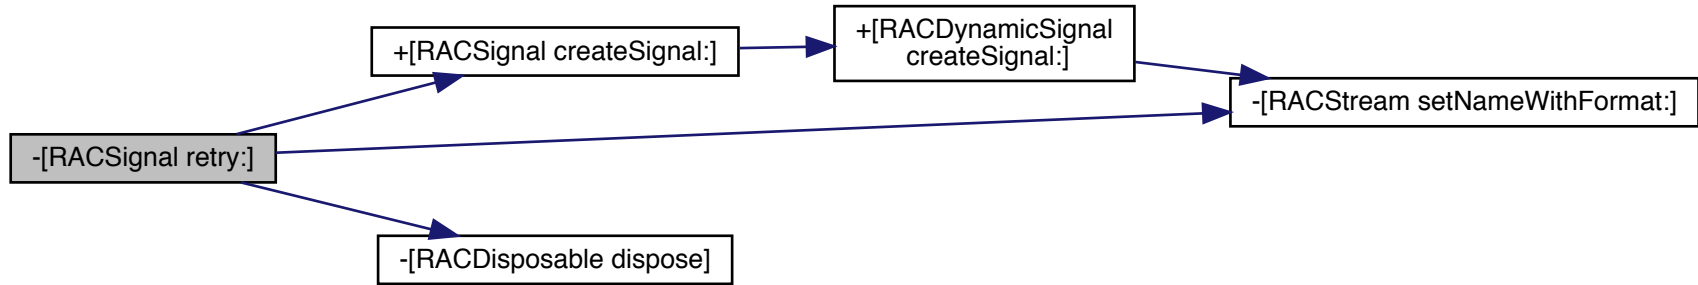 -[RACSignal retry:]
+[RACSignal createSignal:]
+[RACDynamicSignal
createSignal:]
-[RACStream setNameWithFormat:]
-[RACDisposable dispose]